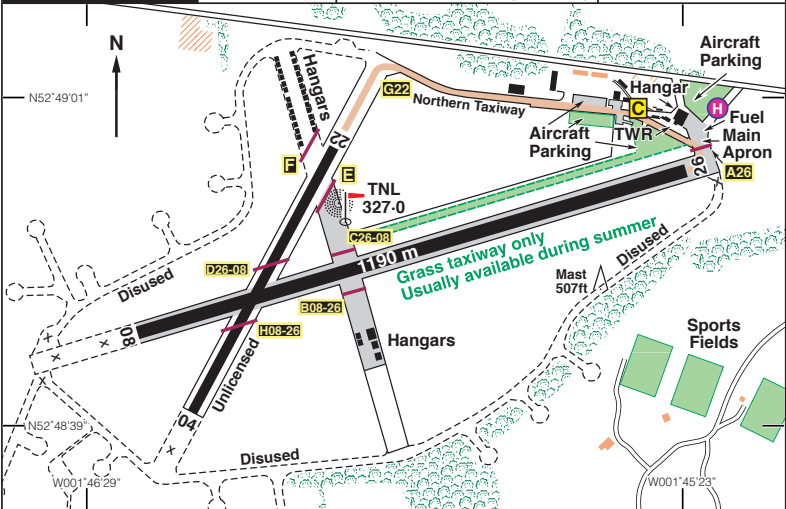 N
Aircraft
Parking
Hangars
Hangar
N52°49'01"
G22
Northern Taxiway
C
H
Fuel
Main
Apron
Aircraft
Parking
TWR
22
F
E
26
A26
TNL
327·0
C26-08
D26-08
1190 m
Grass taxiway only
Usually available during summer
Disused
Disused
Mast
507ft
B08-26
08
H08-26
Hangars
Sports
Fields
Unlicensed
04
N52°48'39"
Disused
W001°46'29"
W001°45'23"